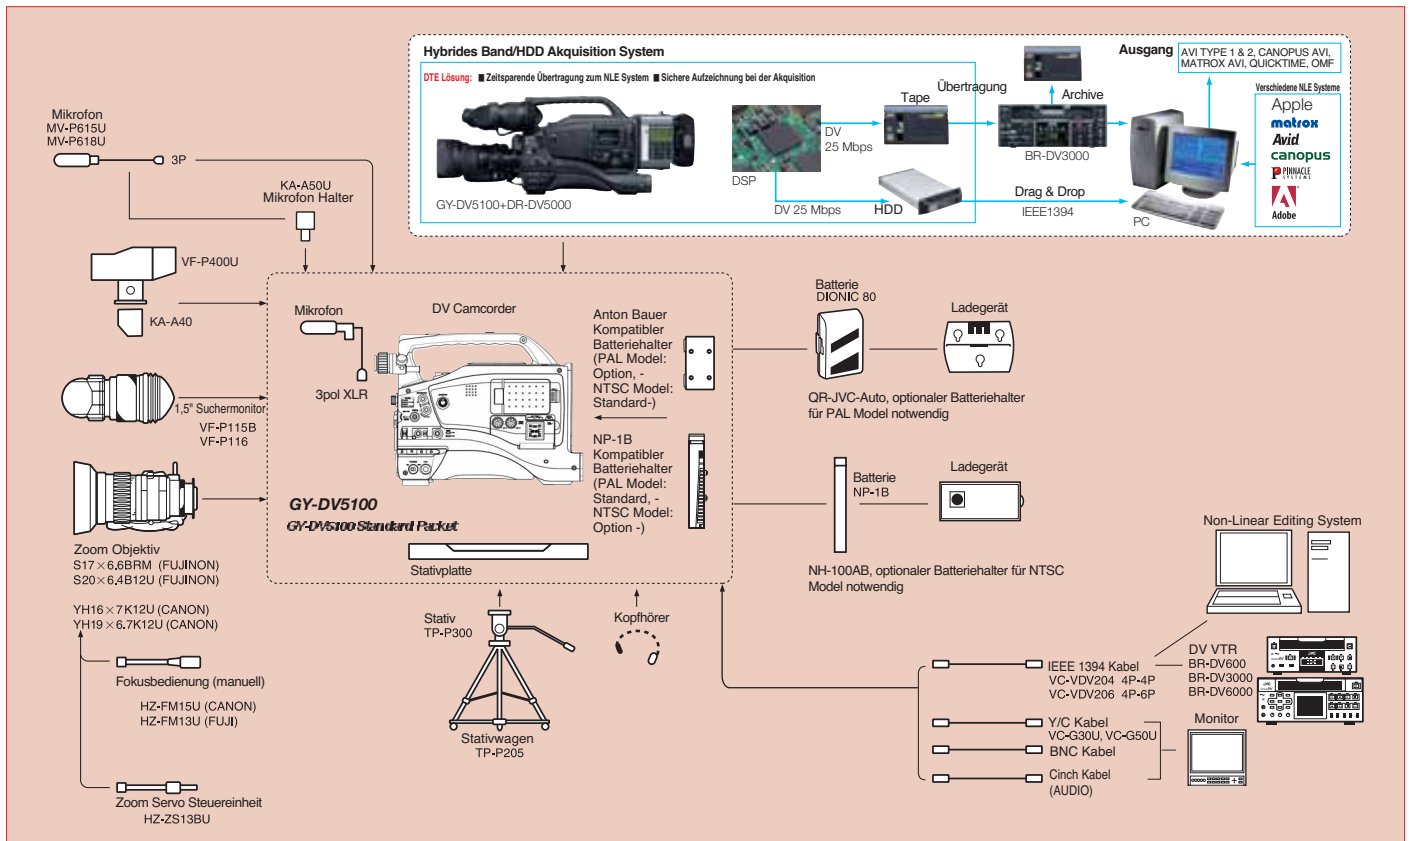 Hybrides Band/HDD Akquisition System
DTE Lösung: ■ Zeitsparende Übertragung zum NLE System ■ Sichere Aufzeichnung bei der Akquisition
GY-DV5100+DR-DV5000
DSP
DV
25 Mbps
DV 25 Mbps
Tape
HDD
Übertragung
Archive
BR-DV3000
Drag & Drop
IEEE1394
PC
Ausgang
AVI TYPE 1 & 2, CANOPUS AVI,
MATROX AVI, QUICKTIME, OMF
Verschiedene NLE Systeme
Apple
matrox
Avid
canopus
PINNACLE
SYSTEMS
Adobe
Mikrofon
MV-P615U
MV-P618U
3P
KA-A50U
Mikrofon Halter
VF-P400U
KA-A40
1,5" Suchermonitor
VF-P115B
VF-P116
Zoom Objektiv
S17×6.6BRM (FUJINON)
S20×6.4B12U (FUJINON)
YH16×7K12U (CANON)
YH19×6.7K12U (CANON)
Fokusbedienung (manuell)
HZ-FM15U (CANON)
HZ-FM13U (FUJI)
Zoom Servo Steuereinheit
HZ-ZS13BU
Mikrofon
3pol XLR
DV Camcorder
GY-DV5100
GY-DV5100 Standard Packet
Anton Bauer
Kompatibler
Batteriehalter
(PAL Model:
Option, -
NTSC Model:
Standard-)
NP-1B
Kompatibler
Batteriehalter
(PAL Model:
Standard, -
NTSC Model:
Option -)
Stativplatte
Stativ
TP-P300
Kopfhörer
Stativwagen
TP-P205
Batterie
DIONIC 80
Ladegerät
QR-JVC-Auto, optionaler Batteriehalter
für PAL Model notwendig
Batterie
NP-1B
Ladegerät
NH-100AB, optionaler Batteriehalter für NTSC
Model notwendig
Non-Linear Editing System
IEEE 1394 Kabel
VC-VDV204 4P-4P
VC-VDV206 4P-6P
DV VTR
BR-DV600
BR-DV3000
BR-DV6000
Y/C Kabel
VC-G30U, VC-G50U
BNC Kabel
Cinch Kabel
(AUDIO)
Monitor